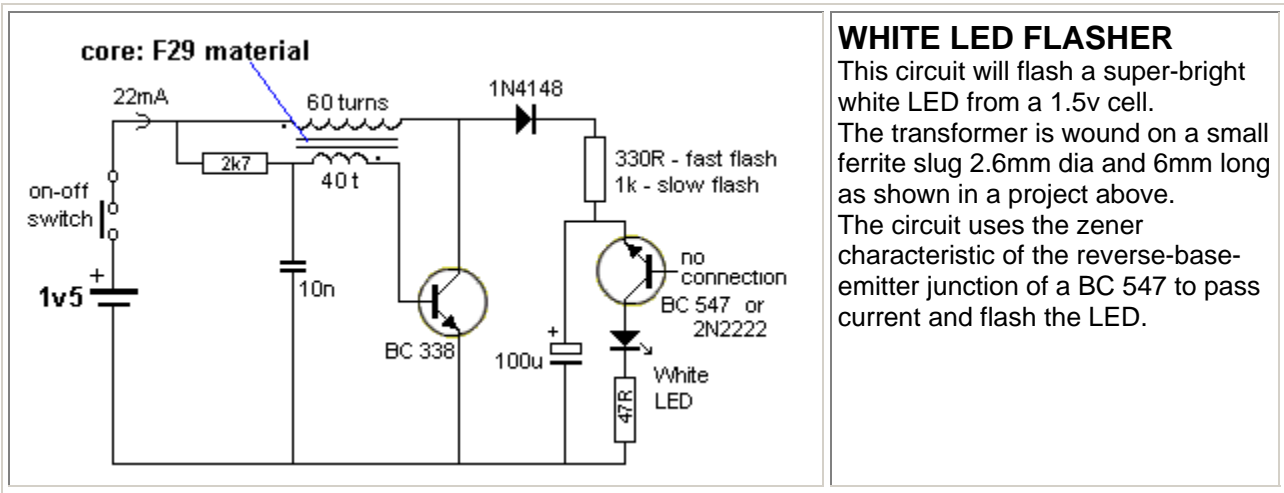 core: F29 material
22mA
60 turns
1N4148
2k7
40 t
330R - fast flash
1k - slow flash
on-off
switch
+
1v5
10n
no
connection
BC 547 or
2N2222
BC 338
+
100u
White
LED
47R
WHITE LED FLASHER
This circuit will flash a super-bright
white LED from a 1.5v cell.
The transformer is wound on a small
ferrite slug 2.6mm dia and 6mm long
as shown in a project above.
The circuit uses the zener
characteristic of the reverse-base-
emitter junction of a BC 547 to pass
current and flash the LED.